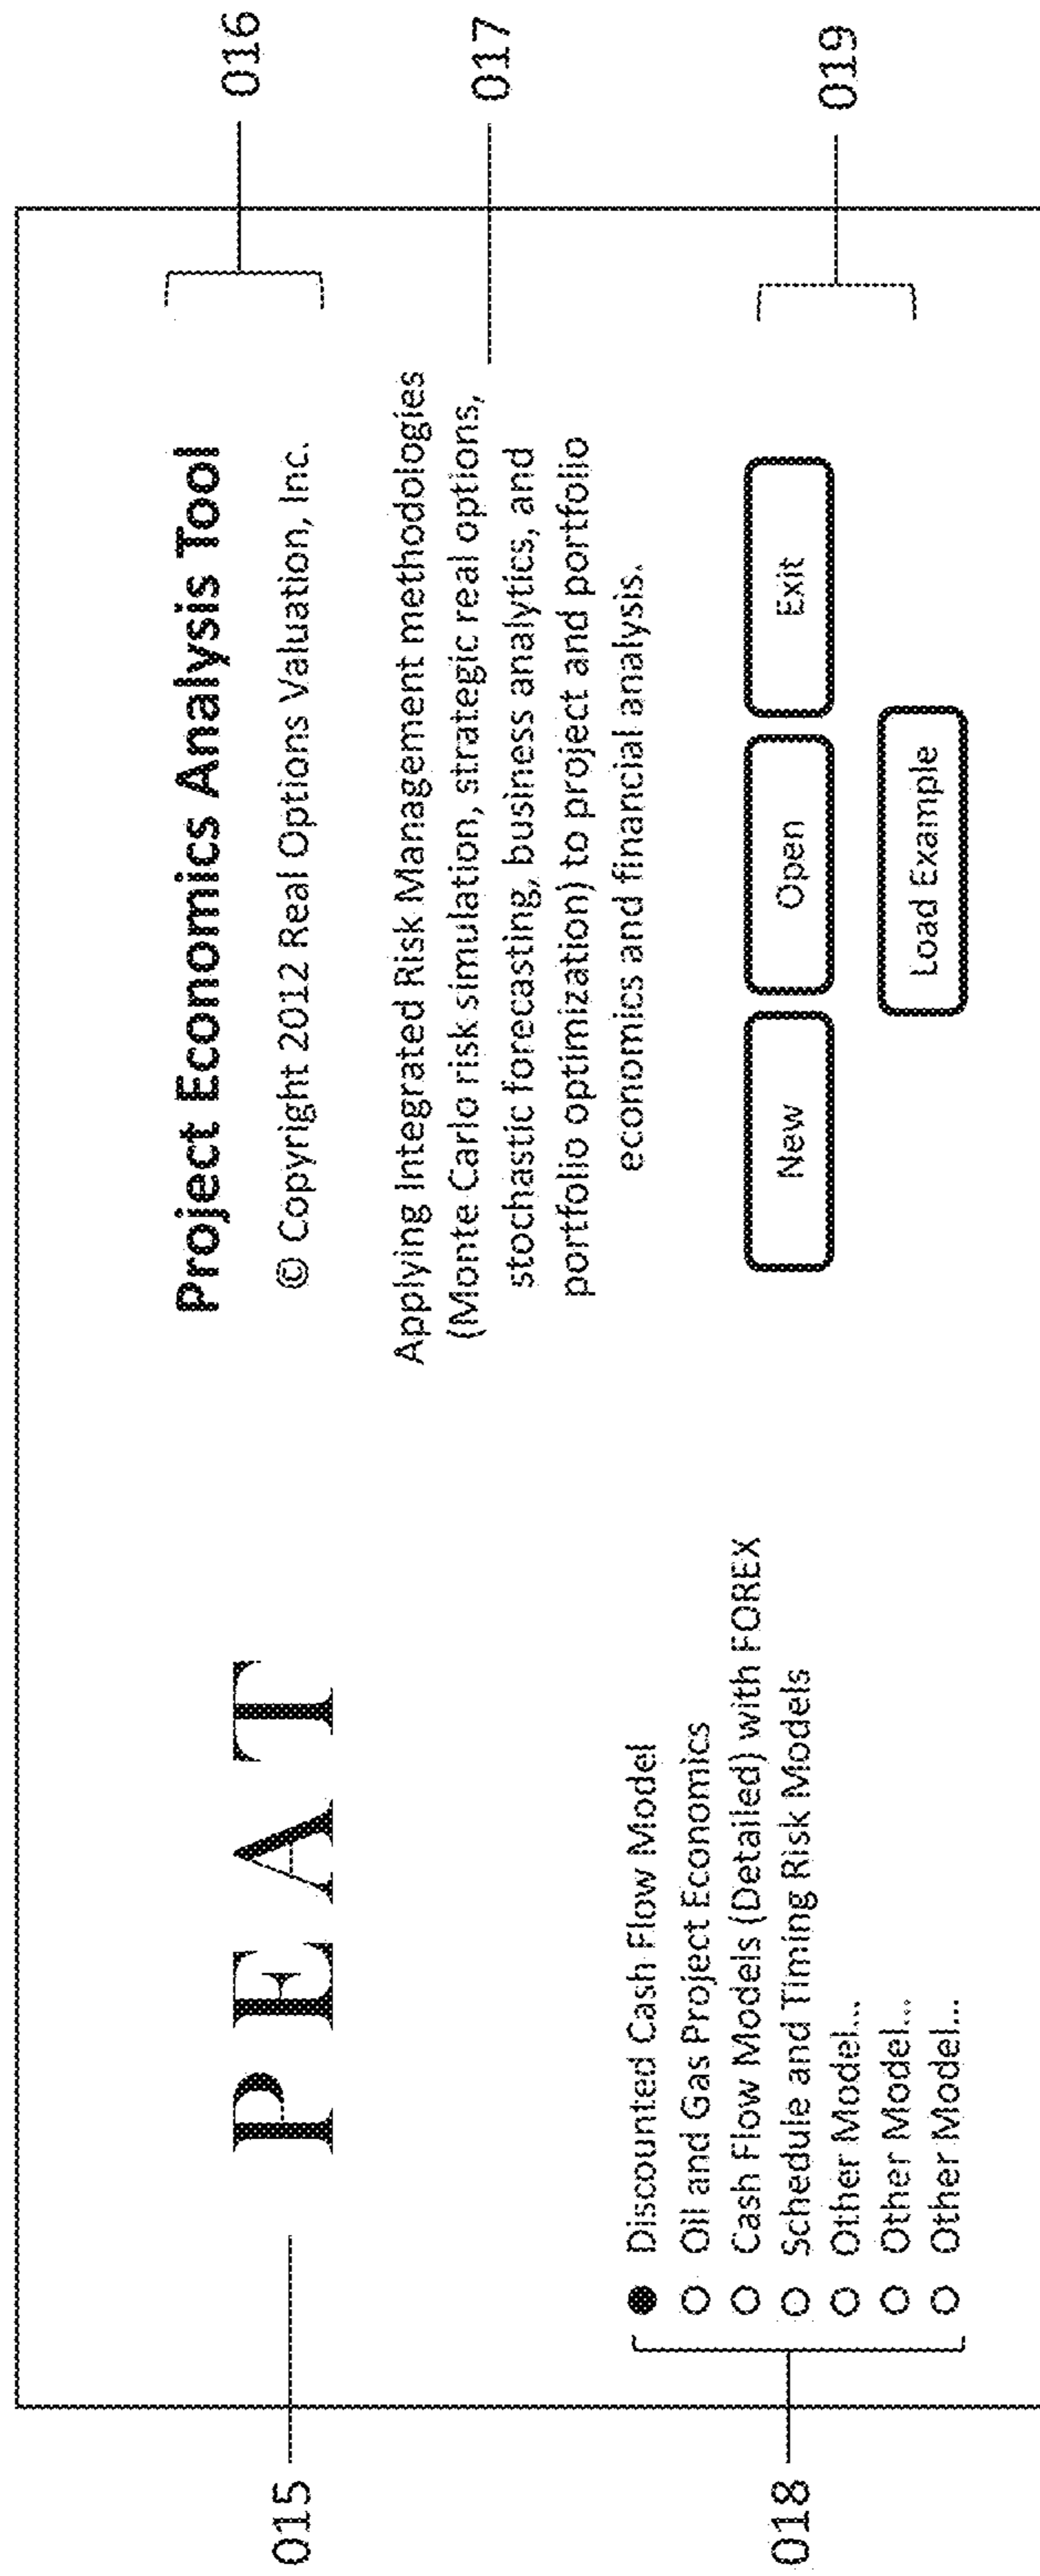 015
P E A T
Project Economics Analysis Tool
© Copyright 2012 Real Options Valuation, Inc.
016
Applying Integrated Risk Management methodologies
(Monte Carlo risk simulation, strategic real options,
stochastic forecasting, business analytics, and
portfolio optimization) to project and portfolio
economics and financial analysis.
017
018
Discounted Cash Flow Model
Oil and Gas Project Economics
Cash Flow Models (Detailed) with FOREX
Schedule and Timing Risk Models
Other Model...
Other Model...
Other Model...
New
Open
Exit
Load Example
019